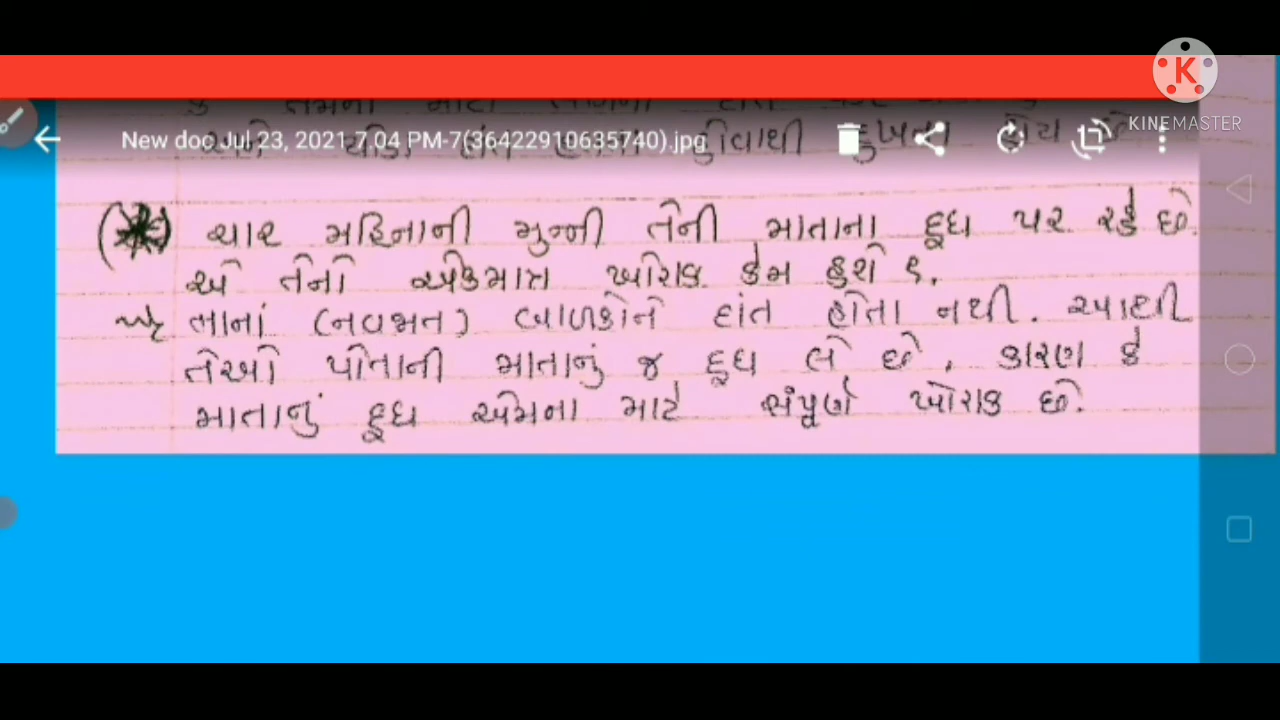 KINEMASTER
New doc Jul 23, 2021 7.04 PM-7(36422910635740).jpg
ચાર મહિનાની મુન્ની તેની માતાના દૂધ પર રહે છે.
એ તેનો એકમાત્ર ખોરાક કેમ હશે ?
નાનાં (નવજાત) બાળકોને દાંત હોતા નથી. આથી
તેઓ પોતાની માતાનું જ દૂધ લે છે, કારણ કે
માતાનું દૂધ એમના માટે સંપૂર્ણ ખોરાક છે.